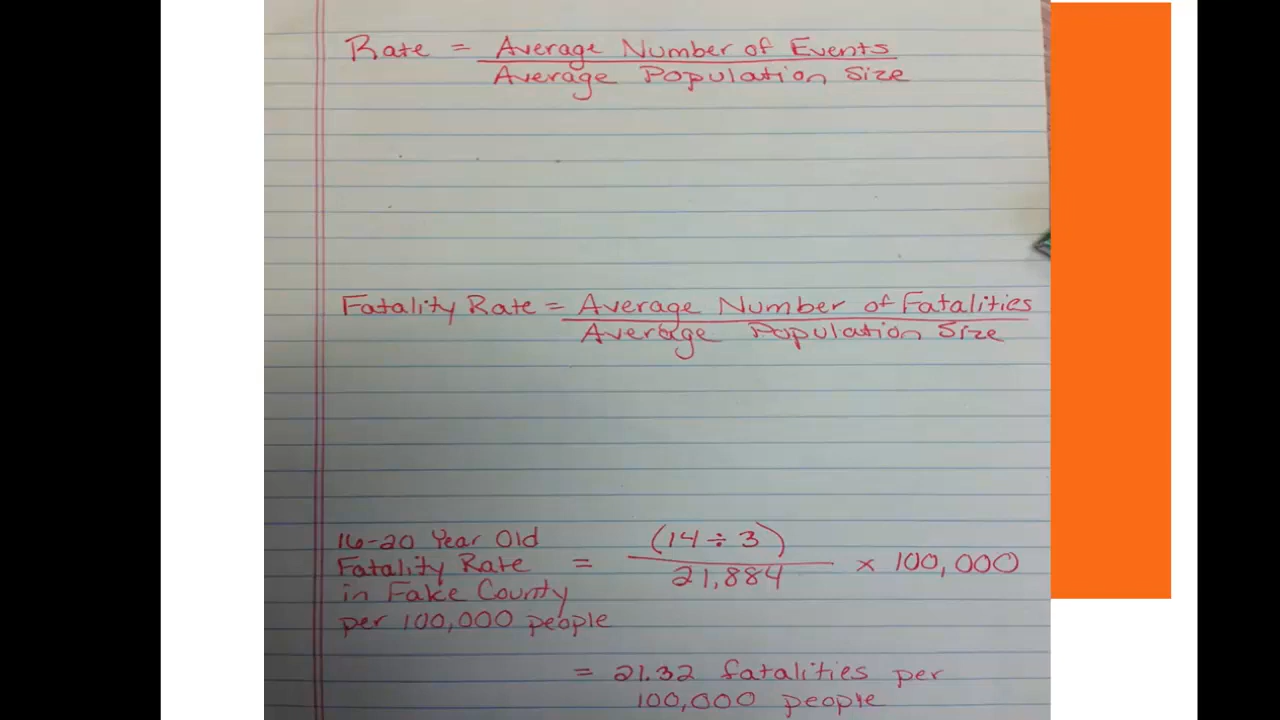 Rate = Average Number of Events
Average Population Size
Fatality Rate = Average Number of Fatalities
Average Population Size
16-20 Year Old
Fatality Rate
in Fake County
per 100,000 people
= (14 ÷ 3)
21,884
× 100,000
= 21.32 fatalities per
100,000 people